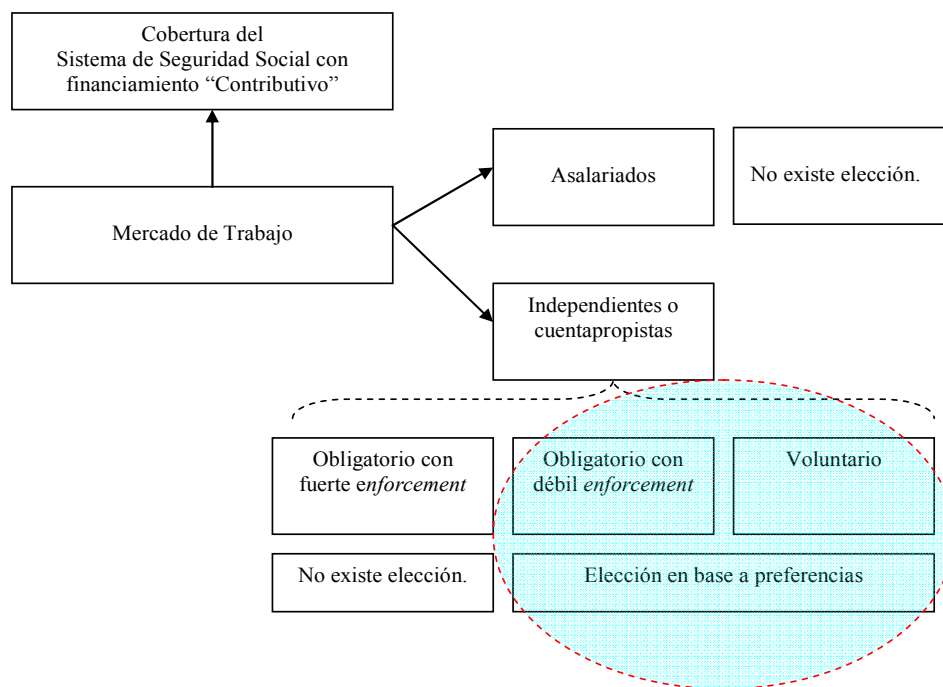 Cobertura del
Sistema de Seguridad Social con
financiamiento “Contributivo”
Asalariados
No existe elección.
Mercado de Trabajo
Independientes o
cuentapropistas
Obligatorio con
fuerte enforcement
Obligatorio con
débil enforcement
Voluntario
No existe elección.
Elección en base a preferencias